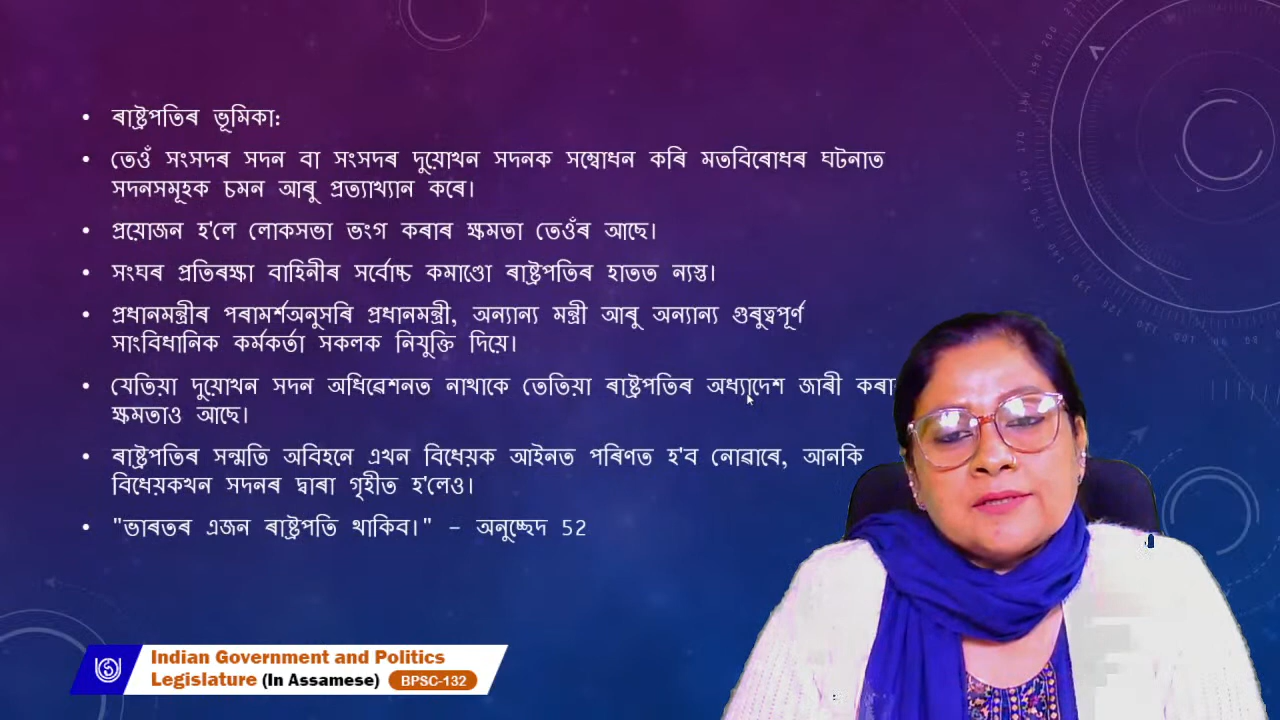 ৰাষ্ট্ৰপতিৰ ভূমিকা:
তেওঁ সংসদৰ সদন বা সংসদৰ দুয়োখন সদনক সম্বোধন কৰি মতবিৰোধৰ ঘটনাত
সদনসমূহক চমন আৰু প্ৰত্যাখ্যান কৰে।
প্ৰয়োজন হ'লে লোকসভা ভংগ কৰাৰ ক্ষমতা তেওঁৰ আছে।
সংঘৰ প্ৰতিৰক্ষা বাহিনীৰ সৰ্বোচ্চ কমাণ্ডো ৰাষ্ট্ৰপতিৰ হাতত ন্যস্ত।
প্ৰধানমন্ত্ৰীৰ পৰামৰ্শঅনুসৰি প্ৰধানমন্ত্ৰী, অন্যান্য মন্ত্ৰী আৰু অন্যান্য গুৰুত্বপূৰ্ণ
সাংবিধানিক কৰ্মকৰ্তা সকলক নিযুক্তি দিয়ে।
যেতিয়া দুয়োখন সদন অধিৱেশনত নাথাকে তেতিয়া ৰাষ্ট্ৰপতিৰ অধ্যাদেশ জাৰী
ক্ষমতাও আছে।
ৰাষ্ট্ৰপতিৰ সন্মতি অবিহনে এখন বিধেয়ক আইনত পৰিণত হ'ব নোৱাৰে, আনকি
বিধেয়কখন সদনৰ দ্বাৰা গৃহীত হ'লেও।
"ভাৰতৰ এজন ৰাষ্ট্ৰপতি থাকিব।" – অনুচ্ছেদ 52
Indian Government and Politics
Legislature (In Assamese) BPSC-132